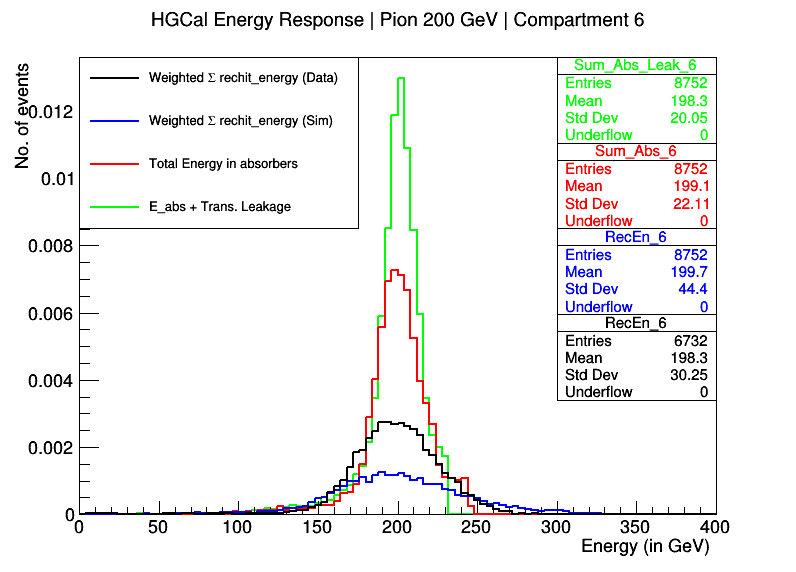 HGCal Energy Response | Pion 200 GeV | Compartment 6
No. of events
Weighted Σ rechit_energy (Data)
Weighted Σ rechit_energy (Sim)
Total Energy in absorbers
E_abs + Trans. Leakage
Sum_Abs_Leak_6
Entries 8752
Mean 198.3
Std Dev 20.05
Underflow 0
Sum_Abs_6
Entries 8752
Mean 199.1
Std Dev 22.11
Underflow 0
RecEn_6
Entries 8752
Mean 199.7
Std Dev 44.4
Underflow 0
RecEn_6
Entries 6732
Mean 198.3
Std Dev 30.25
Underflow 0
0.012
0.01
0.008
0.006
0.004
0.002
0
0 50 100 150 200 250 300 350 400
Energy (in GeV)